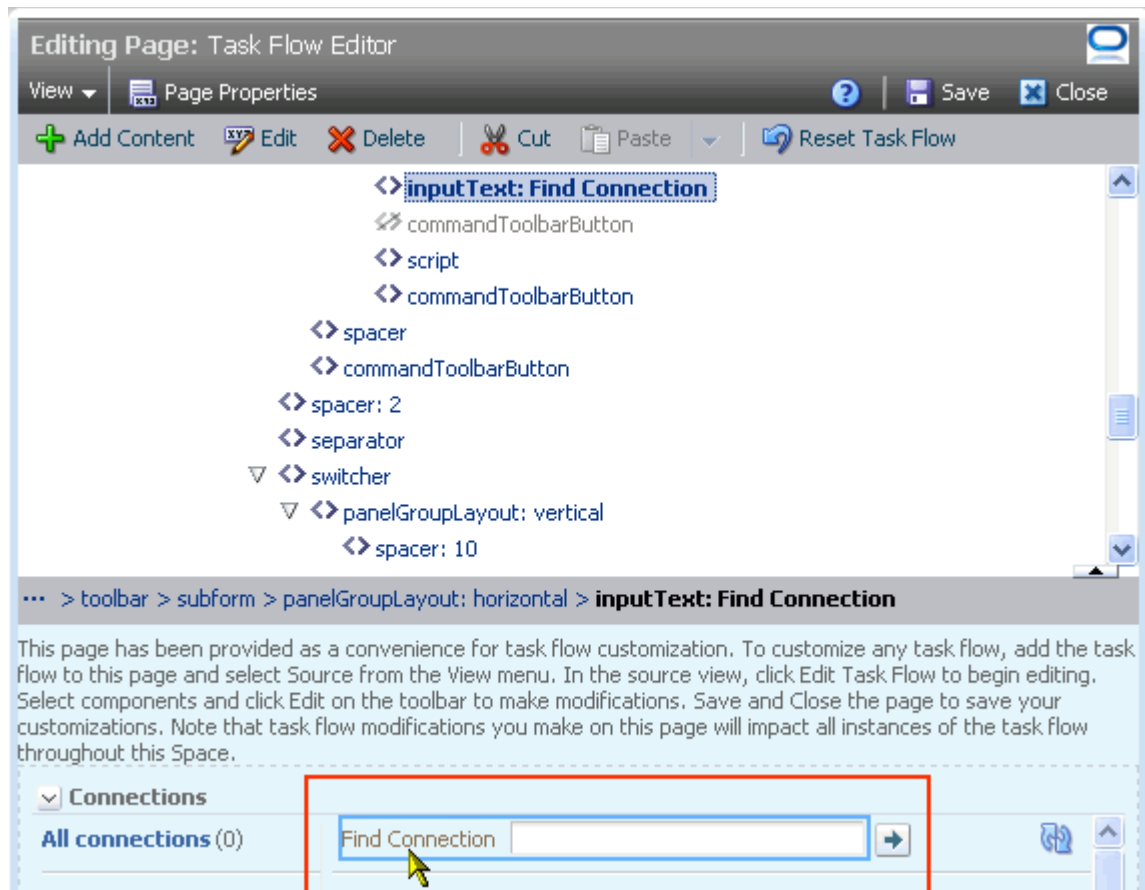 Editing Page: Task Flow Editor
View Page Properties Save Close
Add Content Edit Delete Cut Paste Reset Task Flow
inputText: Find Connection
commandToolbarButton
script
commandToolbarButton
spacer
commandToolbarButton
spacer: 2
separator
switcher
panelGroupLayout: vertical
spacer: 10
... > toolbar > subform > panelGroupLayout: horizontal > inputText: Find Connection
This page has been provided as a convenience for task flow customization. To customize any task flow, add the task
flow to this page and select Source from the View menu. In the source view, click Edit Task Flow to begin editing.
Select components and click Edit on the toolbar to make modifications. Save and Close the page to save your
customizations. Note that task flow modifications you make on this page will impact all instances of the task flow
throughout this Space.
Connections
All connections (0) Find Connection